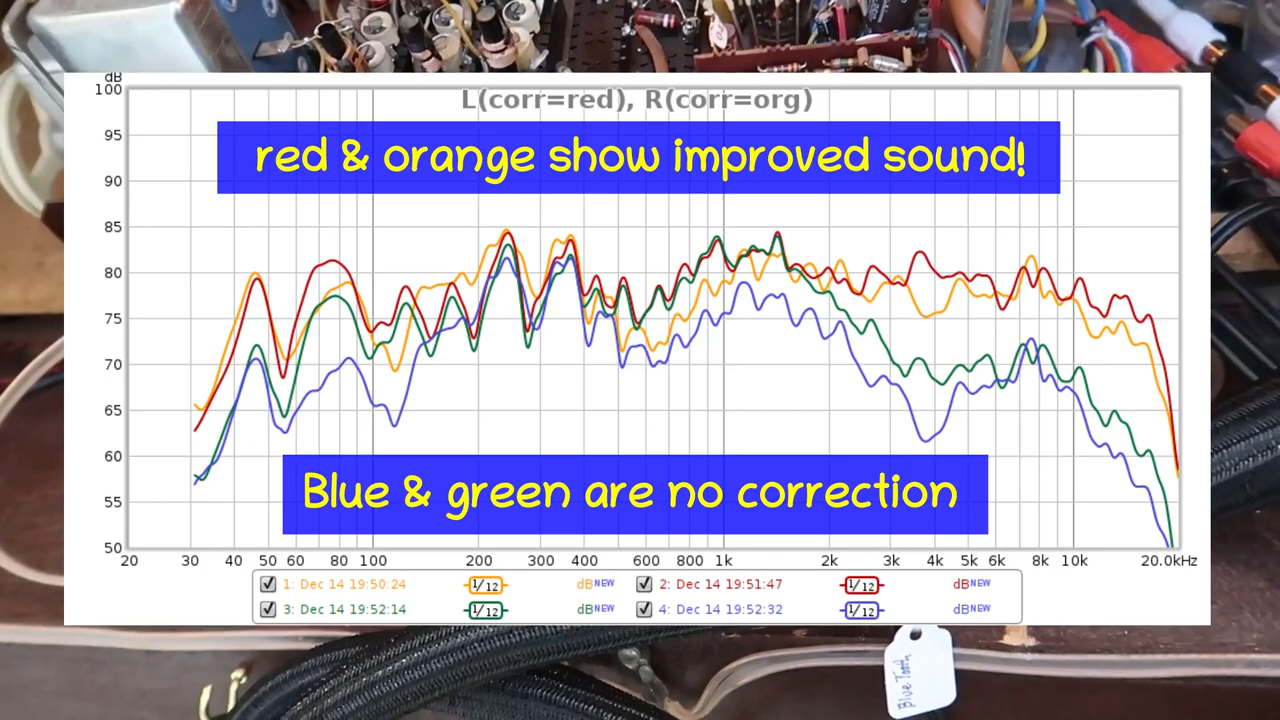 dB
L(corr=red), R(corr=org)
red & orange show improved sound!
100
95
90
85
80
75
70
65
60
55
50
Blue & green are no correction
20 30 40 50 60 80 100 200 300 400 600 800 1k 2k 3k 4k 5k 6k 8k 10k 20.0kHz
1: Dec 14 19:50:24 1/12 dB NEW 2: Dec 14 19:51:47 1/12 dB NEW
3: Dec 14 19:52:14 1/12 dB NEW 4: Dec 14 19:52:32 1/12 dB NEW
Blue Tooth